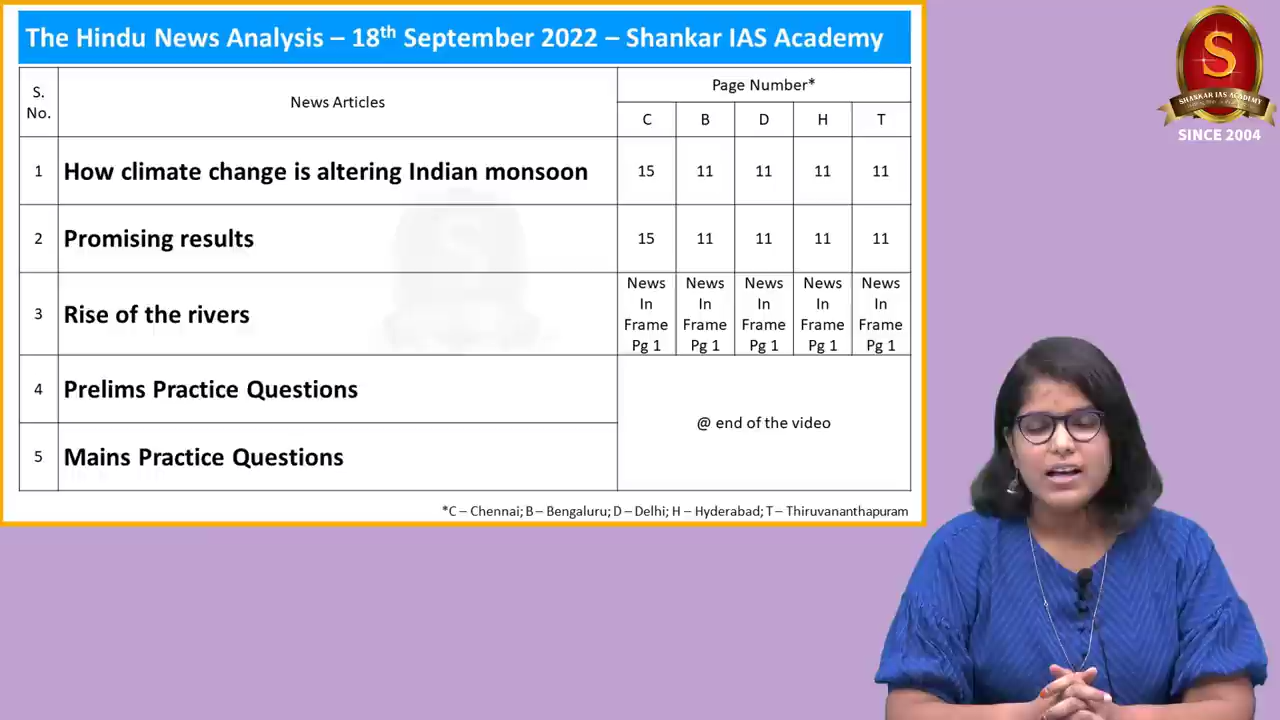 The Hindu News Analysis – 18th September 2022 – Shankar IAS Academy
S. No.
News Articles
Page Number*
C B D H T
1 How climate change is altering Indian monsoon 15 11 11 11 11
2 Promising results 15 11 11 11 11
3 Rise of the rivers News In Frame Pg 1 News In Frame Pg 1 News In Frame Pg 1 News In Frame Pg 1 News In Frame Pg 1
4 Prelims Practice Questions
@ end of the video
5 Mains Practice Questions
*C – Chennai; B – Bengaluru; D – Delhi; H – Hyderabad; T – Thiruvananthapuram
S
SHANKAR IAS ACADEMY
SINCE 2004